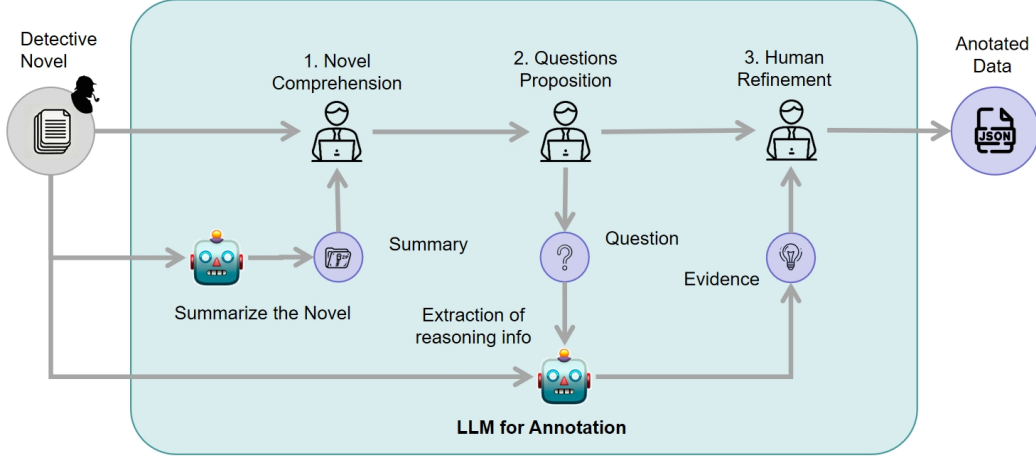 Detective
Novel
1. Novel
Comprehension
2. Questions
Proposition
3. Human
Refinement
Anotated
Data
JSON
Summary
Question
Evidence
Summarize the Novel
Extraction of
reasoning info
LLM for Annotation